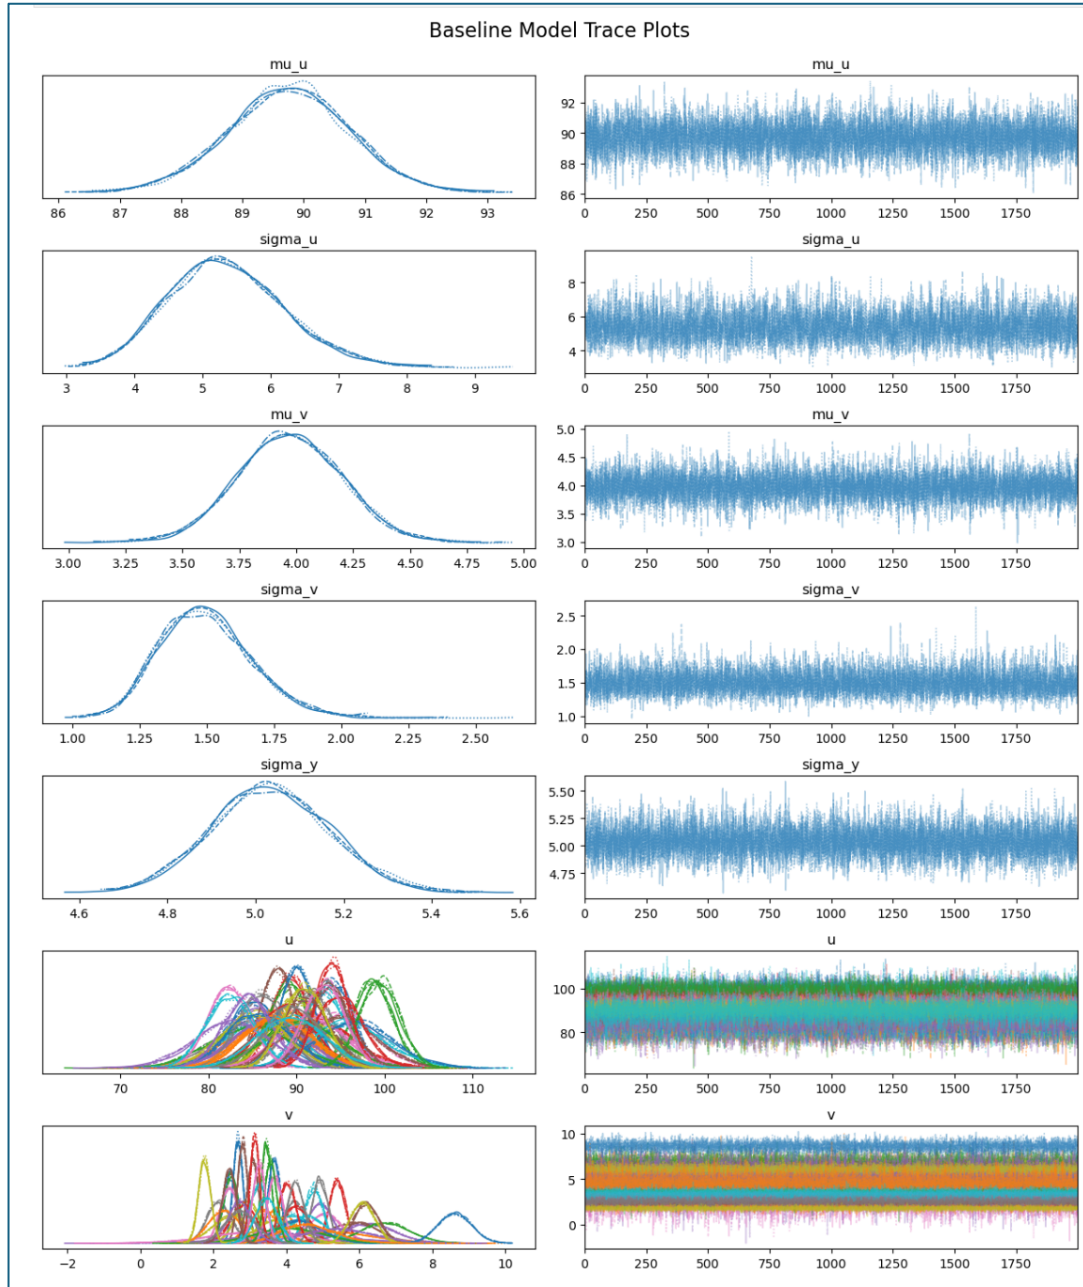 Baseline Model Trace Plots
mu_u mu_u
92
90
88
86
86 87 88 89 90 91 92 93 0 250 500 750 1000 1250 1500 1750
sigma_u sigma_u
8
6
4
3 4 5 6 7 8 9 0 250 500 750 1000 1250 1500 1750
mu_v mu_v
5.0
4.5
4.0
3.5
3.0
3.00 3.25 3.50 3.75 4.00 4.25 4.50 4.75 5.00 0 250 500 750 1000 1250 1500 1750
sigma_v sigma_v
2.5
2.0
1.5
1.0
1.00 1.25 1.50 1.75 2.00 2.25 2.50 0 250 500 750 1000 1250 1500 1750
sigma_y sigma_y
5.50
5.25
5.00
4.75
4.6 4.8 5.0 5.2 5.4 5.6 0 250 500 750 1000 1250 1500 1750
u u
100
80
70 80 90 100 110 0 250 500 750 1000 1250 1500 1750
v v
10
5
0
−2 0 2 4 6 8 10 0 250 500 750 1000 1250 1500 1750